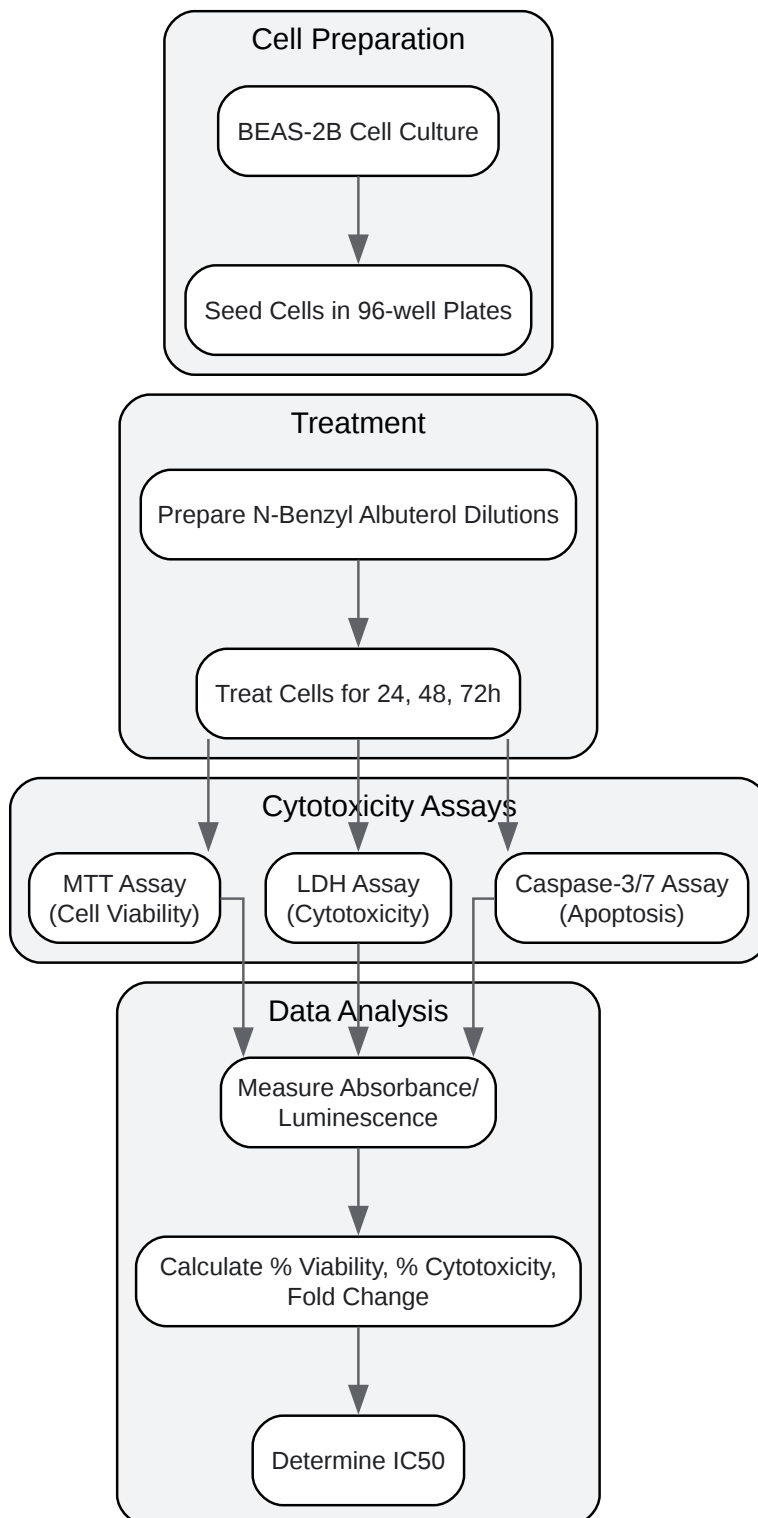 Cell Preparation
BEAS-2B Cell Culture
Seed Cells in 96-well Plates
Treatment
Prepare N-Benzyl Albuterol Dilutions
Treat Cells for 24, 48, 72h
Cytotoxicity Assays
MTT Assay
(Cell Viability)
LDH Assay
(Cytotoxicity)
Caspase-3/7 Assay
(Apoptosis)
Data Analysis
Measure Absorbance/
Luminescence
Calculate % Viability, % Cytotoxicity,
Fold Change
Determine IC50